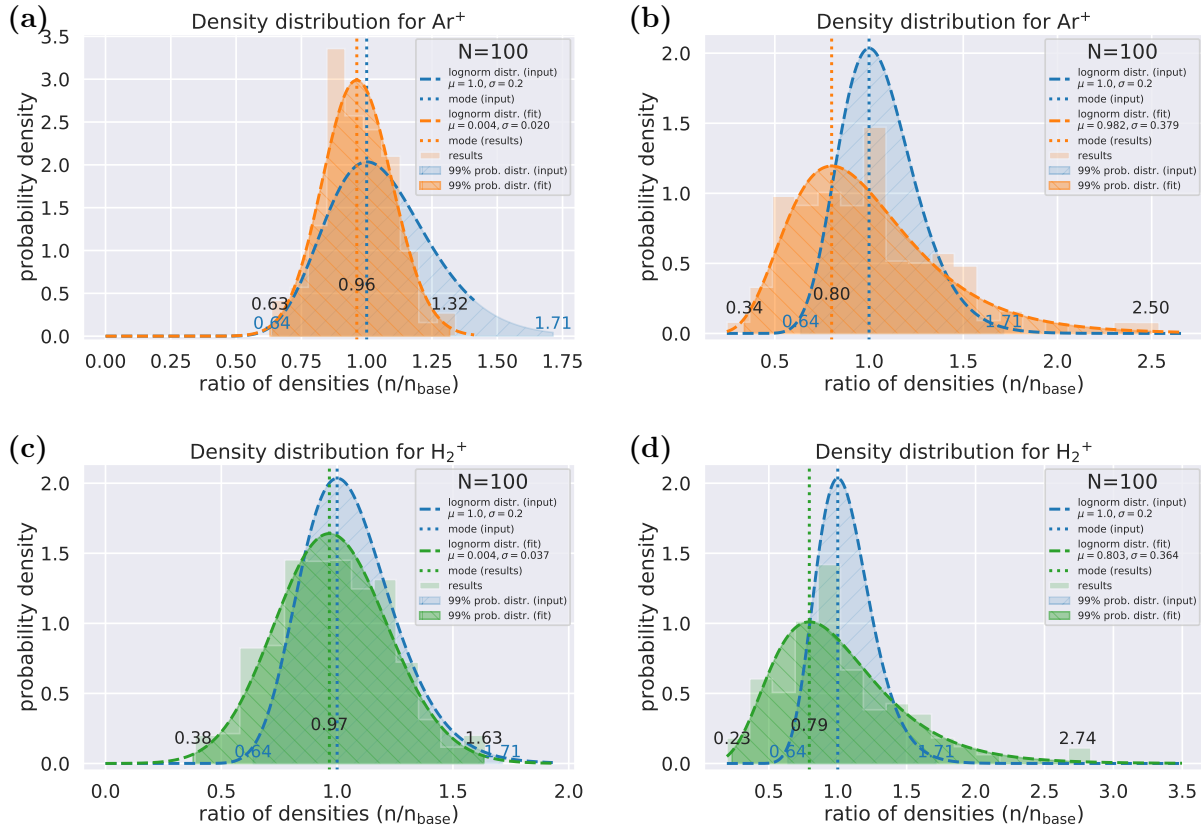 (a)
Density distribution for Ar⁺
probability density
3.5
3.0
2.5
2.0
1.5
1.0
0.5
0.0
N=100
lognorm distr. (input)
μ = 1.0, σ = 0.2
mode (input)
lognorm distr. (fit)
μ = 0.004, σ = 0.020
mode (results)
results
99% prob. distr. (input)
99% prob. distr. (fit)
0.96
0.63
1.32
0.64
1.71
0.00 0.25 0.50 0.75 1.00 1.25 1.50 1.75
ratio of densities (n/n_base)
(b)
Density distribution for Ar⁺
probability density
2.0
1.5
1.0
0.5
0.0
N=100
lognorm distr. (input)
μ = 1.0, σ = 0.2
mode (input)
lognorm distr. (fit)
μ = 0.982, σ = 0.379
mode (results)
results
99% prob. distr. (input)
99% prob. distr. (fit)
0.80
0.34
2.50
0.64
1.71
0.5 1.0 1.5 2.0 2.5
ratio of densities (n/n_base)
(c)
Density distribution for H₂⁺
probability density
2.0
1.5
1.0
0.5
0.0
N=100
lognorm distr. (input)
μ = 1.0, σ = 0.2
mode (input)
lognorm distr. (fit)
μ = 0.004, σ = 0.037
mode (results)
results
99% prob. distr. (input)
99% prob. distr. (fit)
0.97
0.38
1.63
0.64
1.71
0.0 0.5 1.0 1.5 2.0
ratio of densities (n/n_base)
(d)
Density distribution for H₂⁺
probability density
2.0
1.5
1.0
0.5
0.0
N=100
lognorm distr. (input)
μ = 1.0, σ = 0.2
mode (input)
lognorm distr. (fit)
μ = 0.803, σ = 0.364
mode (results)
results
99% prob. distr. (input)
99% prob. distr. (fit)
0.79
0.23
2.74
0.64
1.71
0.5 1.0 1.5 2.0 2.5 3.0 3.5
ratio of densities (n/n_base)